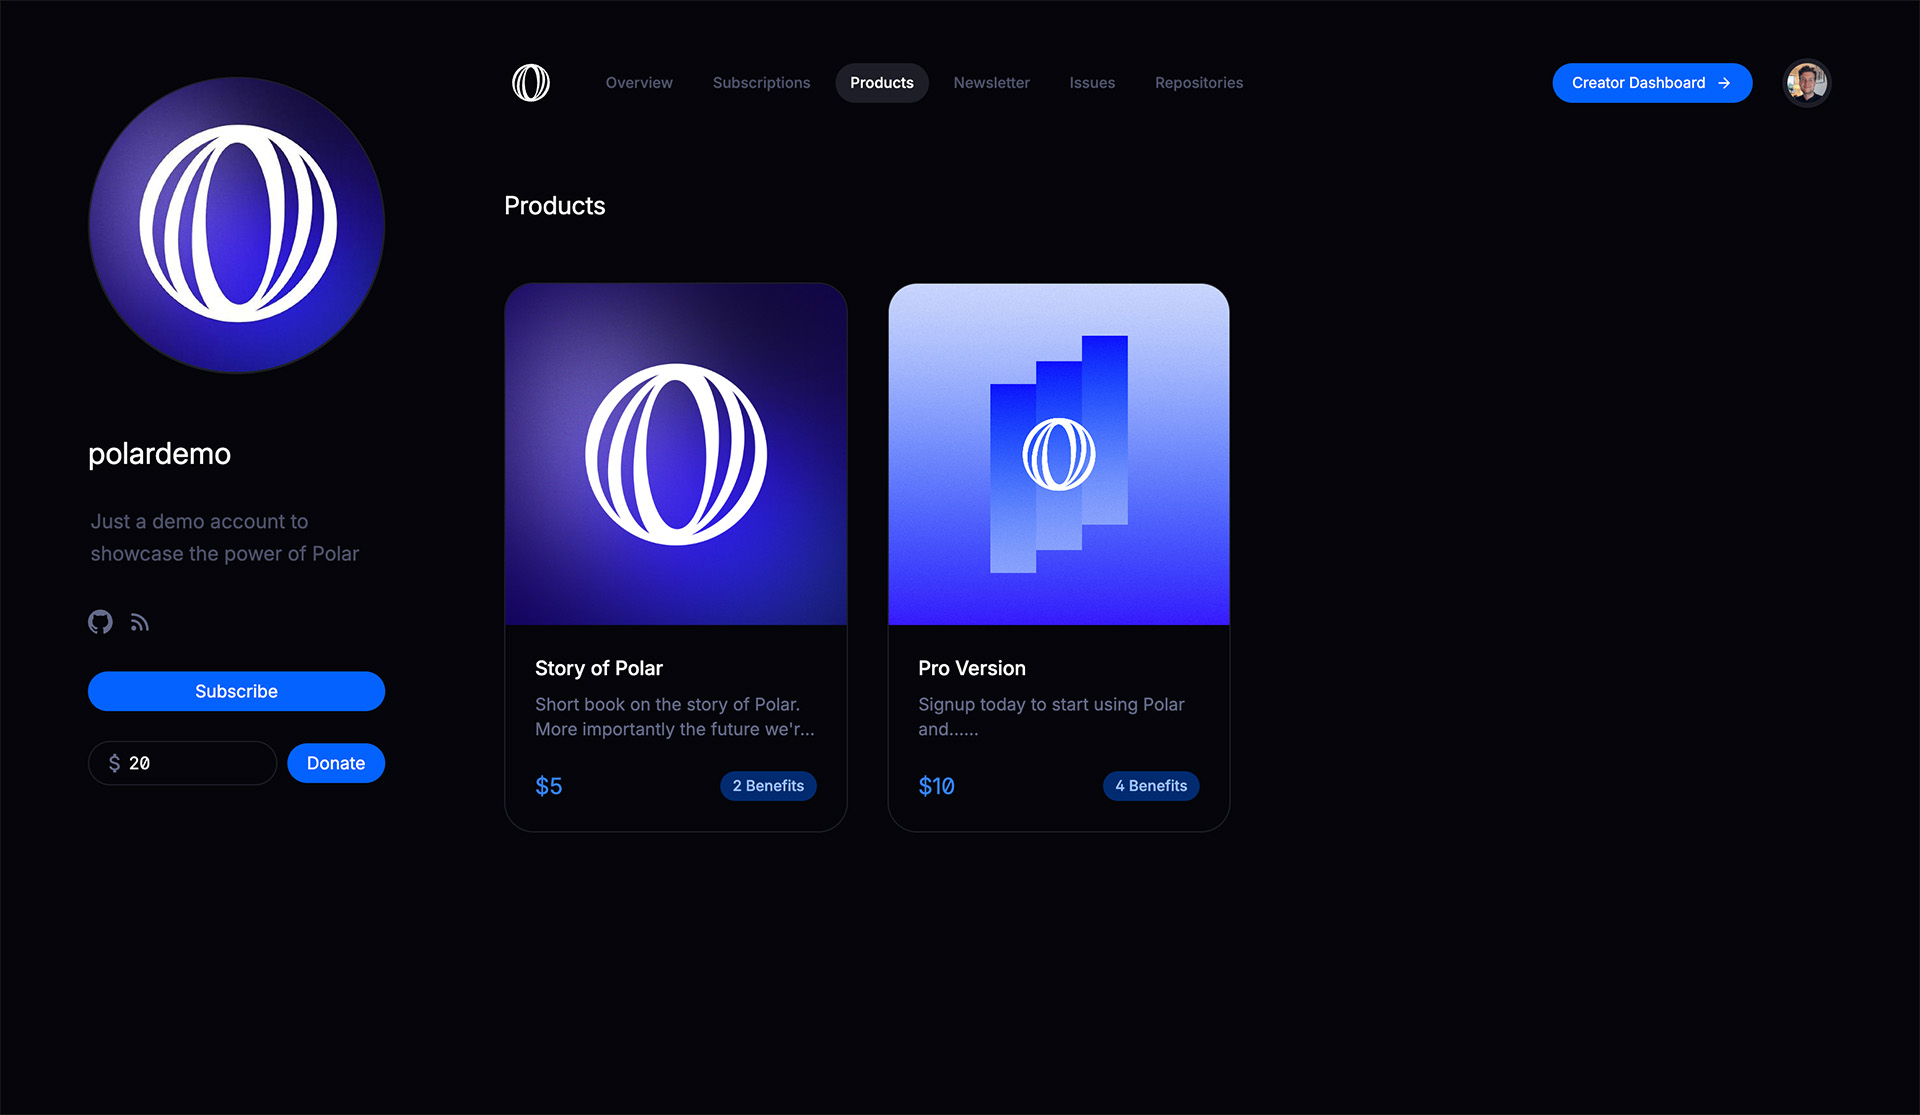 Overview
Subscriptions
Products
Newsletter
Issues
Repositories
Creator Dashboard
polardemo
Just a demo account to
showcase the power of Polar
Subscribe
$ 20
Donate
Products
Story of Polar
Short book on the story of Polar.
More importantly the future we'r...
$5
2 Benefits
Pro Version
Signup today to start using Polar
and......
$10
4 Benefits